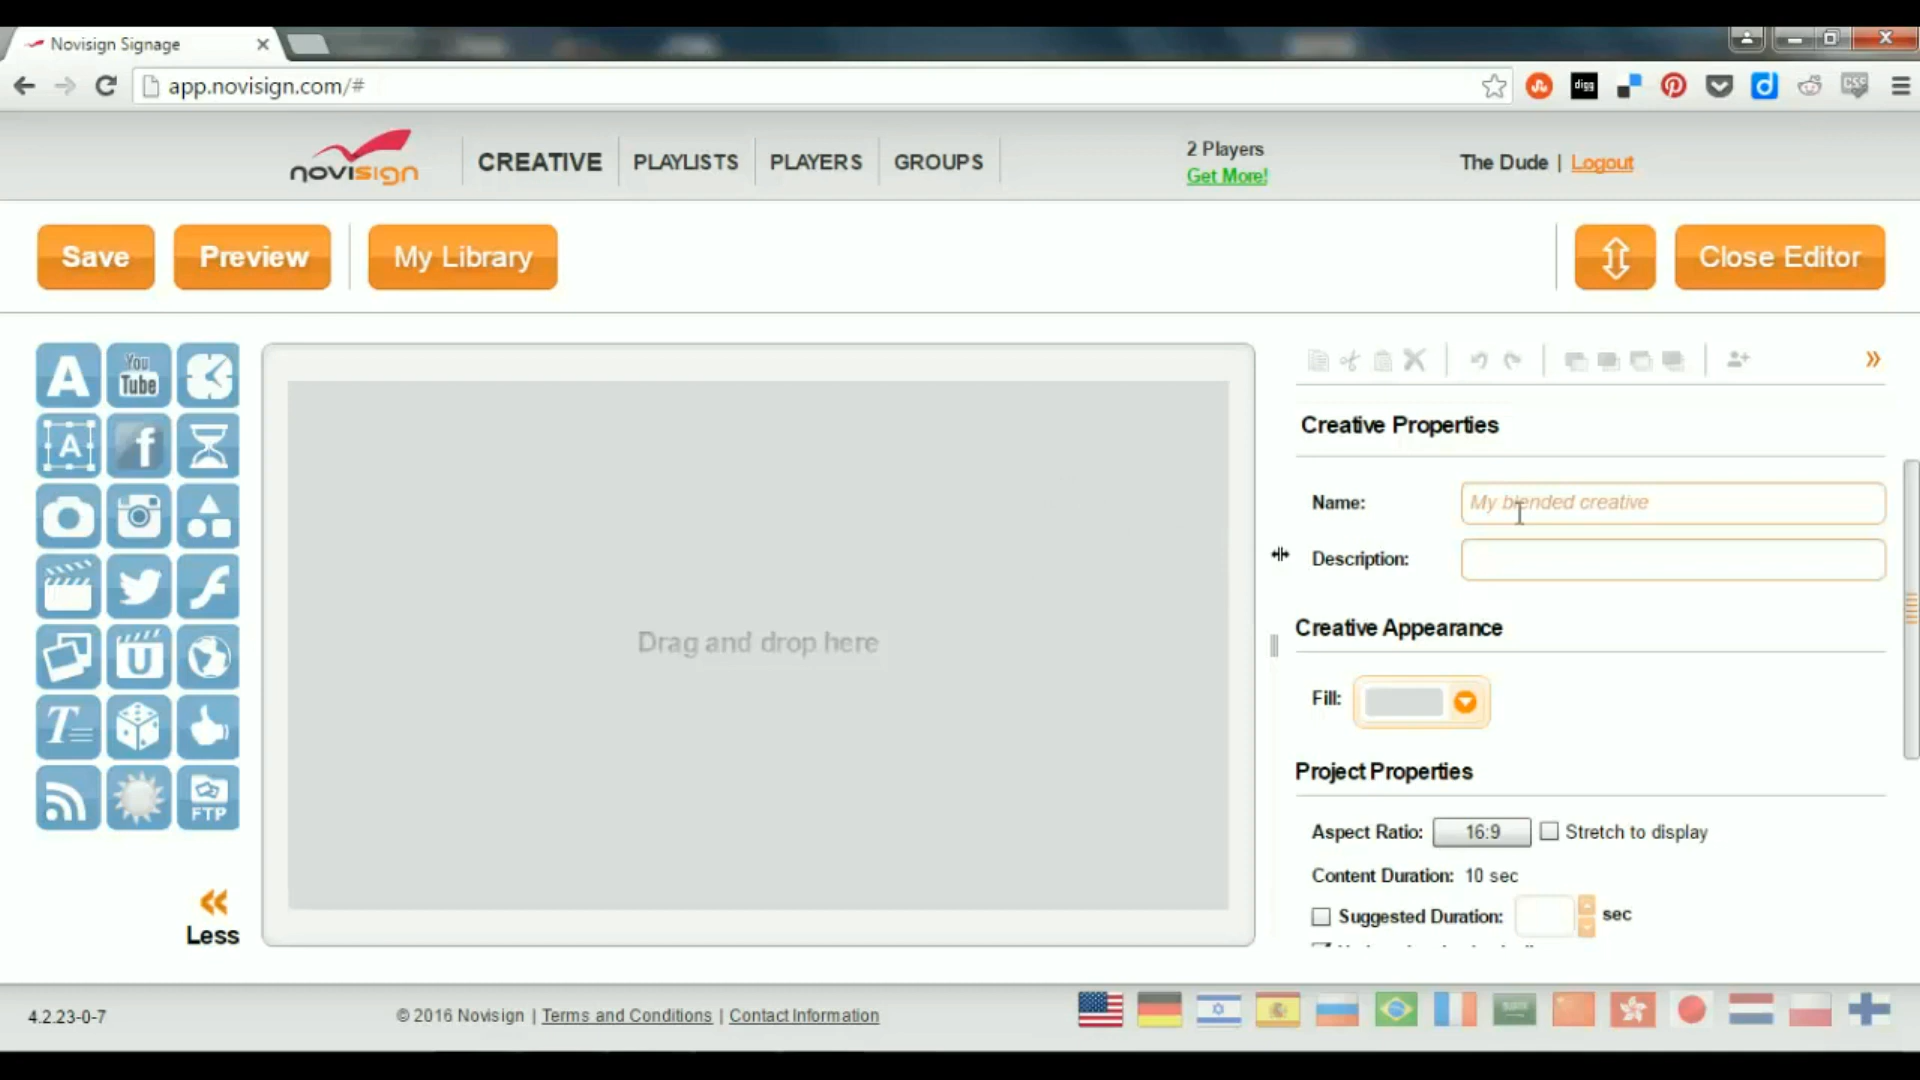 Novisign Signage
app.novisign.com/#
digg
CSS
novisign
CREATIVE
PLAYLISTS
PLAYERS
GROUPS
2 Players
Get More!
The Dude | Logout
Save
Preview
My Library
Close Editor
A
You
Tube
A
f
U
T
FTP
Less
Drag and drop here
Creative Properties
Name: My blended creative
Description:
Creative Appearance
Fill:
Project Properties
Aspect Ratio: 16:9 Stretch to display
Content Duration: 10 sec
Suggested Duration: sec
4.2.23-0-7
© 2016 Novisign | Terms and Conditions | Contact Information